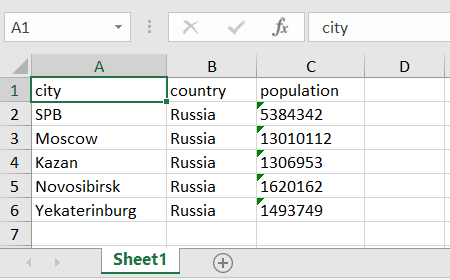 A1 fx city
A B C D
1 city country population
2 SPB Russia 5384342
3 Moscow Russia 13010112
4 Kazan Russia 1306953
5 Novosibirsk Russia 1620162
6 Yekaterinburg Russia 1493749
7
Sheet1